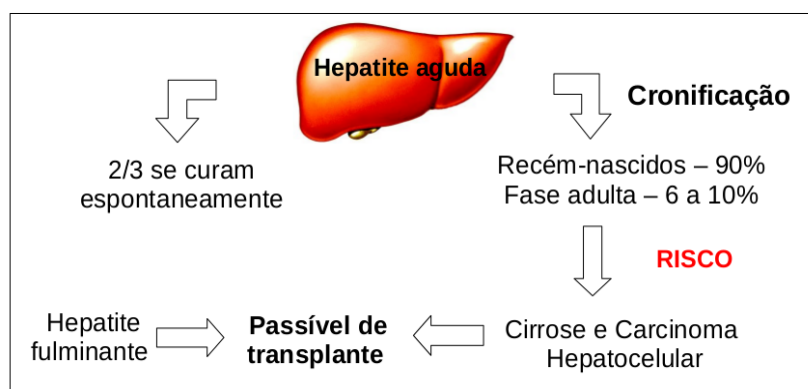 Hepatite aguda
Cronificação
2/3 se curam
espontaneamente
Recém-nascidos – 90%
Fase adulta – 6 a 10%
RISCO
Hepatite
fulminante
Passível de
transplante
Cirrose e Carcinoma
Hepatocelular